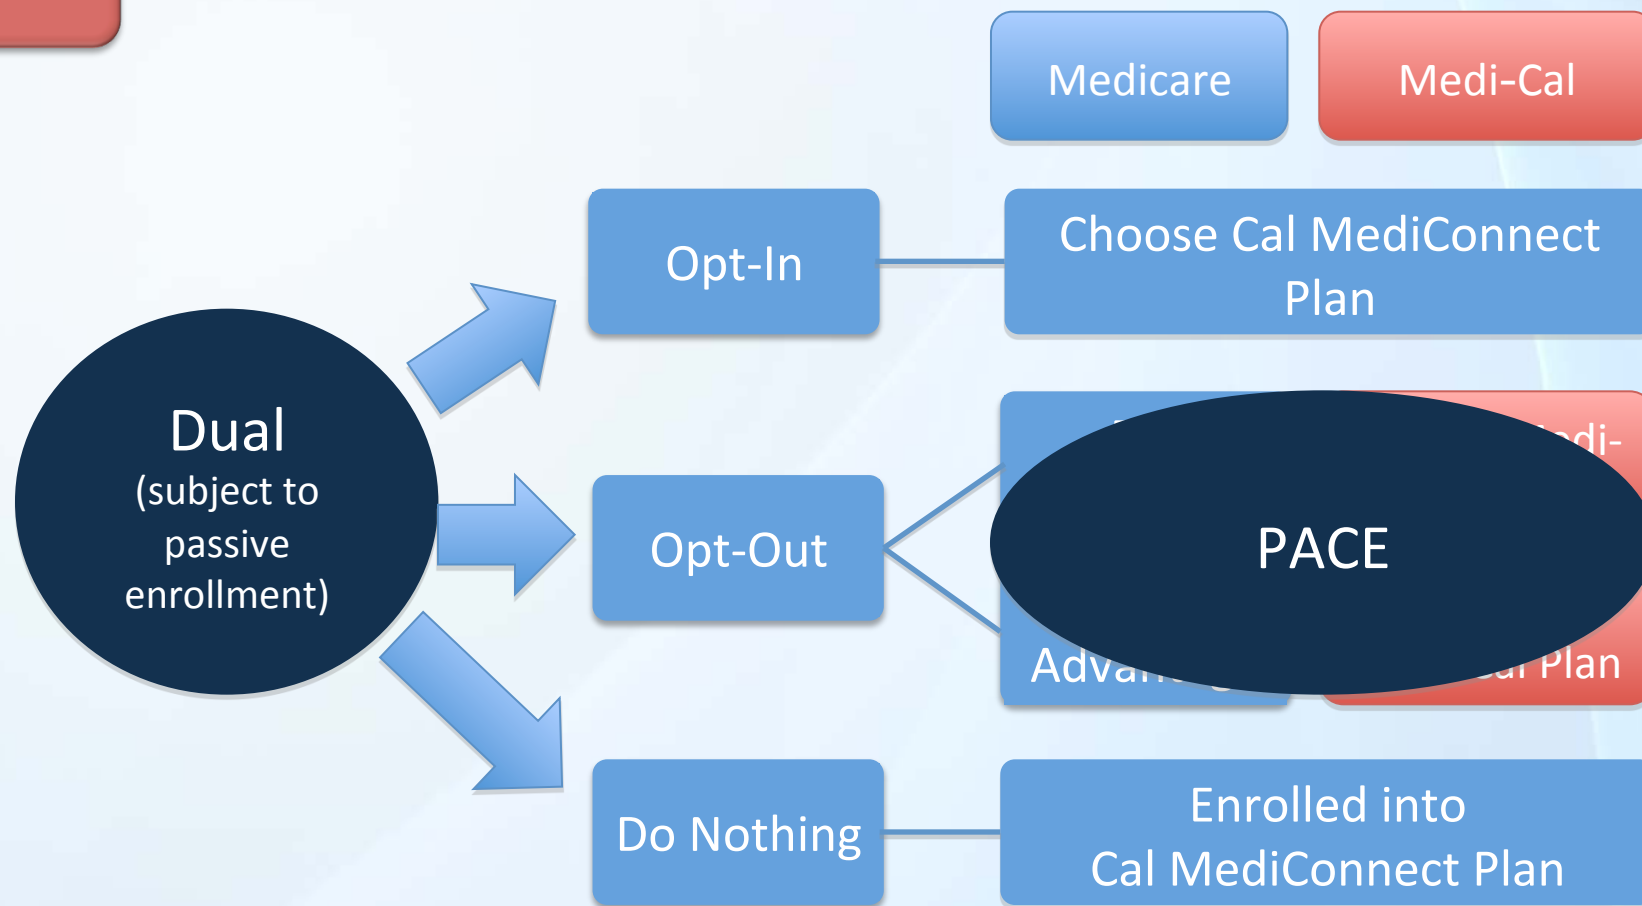 Medicare
Medi-Cal
Opt-In
Choose Cal MediConnect
Plan
Dual
(subject to
passive
enrollment)
Opt-Out
PACE
Plan
Do Nothing
Enrolled into
Cal MediConnect Plan